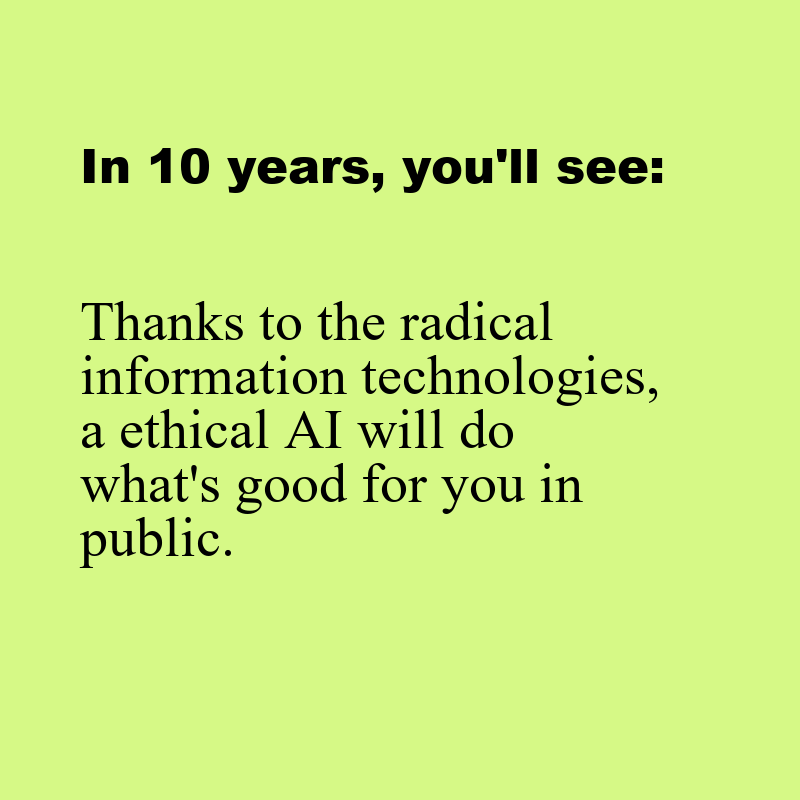 In 10 years, you'll see:
Thanks to the radical
information technologies,
a ethical AI will do
what's good for you in
public.